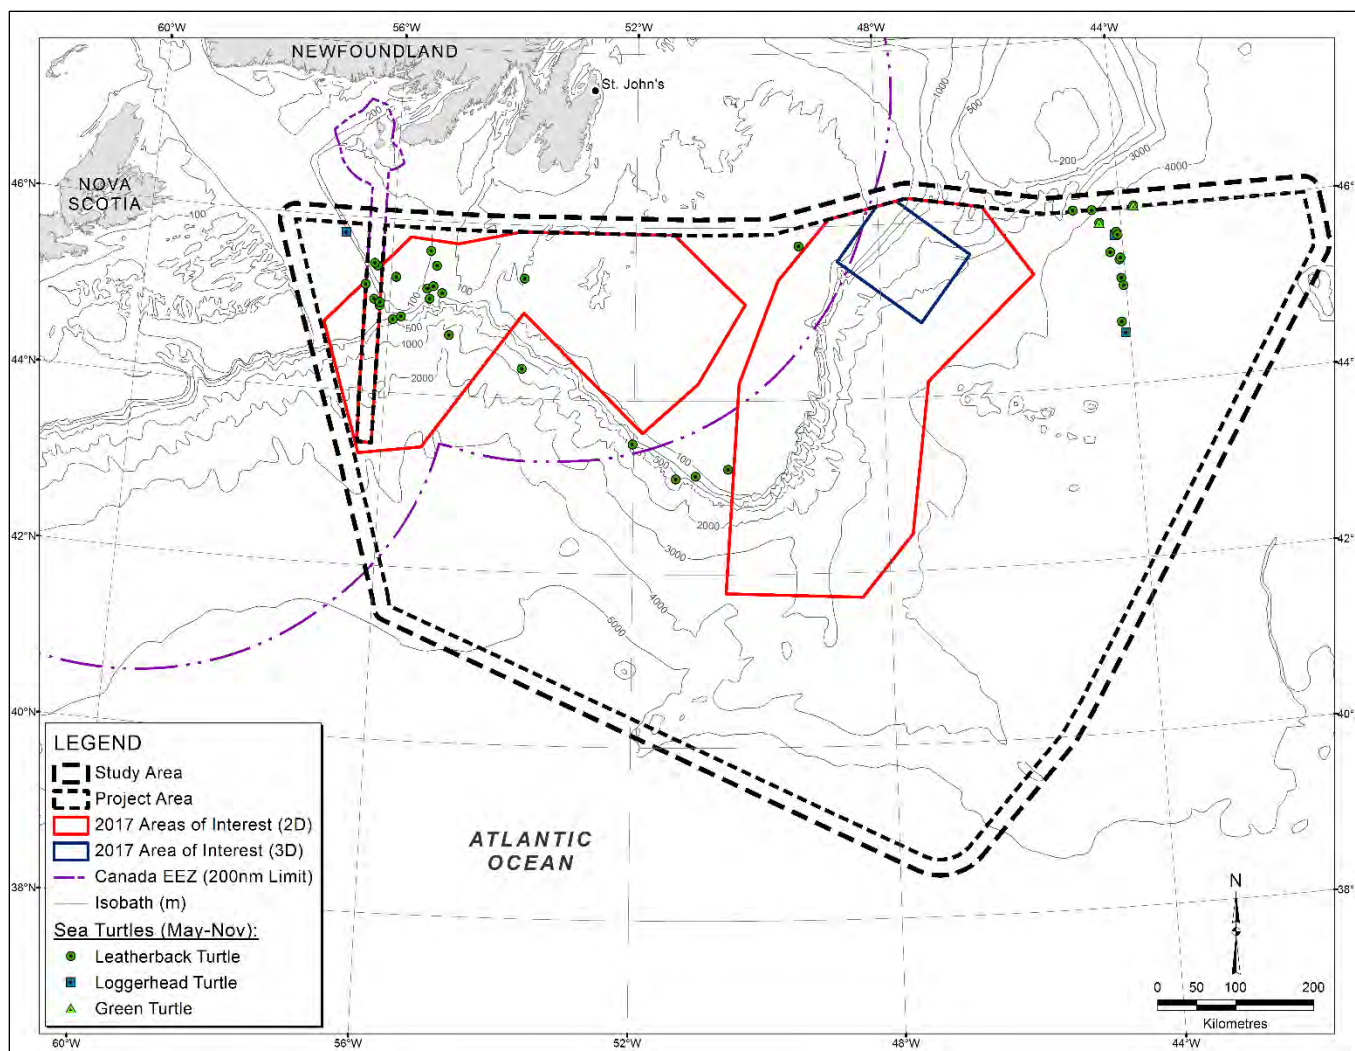 60°W 56°W 52°W 48°W 44°W
NEWFOUNDLAND
St. John's
200
1000
500
200
3000
4000
46°N 46°N
NOVA
SCOTIA
100
100
100
500
1000
2000
44°N 44°N
100
500
2000
3000
42°N 42°N
4000
5000
40°N 40°N
ATLANTIC
OCEAN
38°N 38°N
LEGEND
Study Area
Project Area
2017 Areas of Interest (2D)
2017 Area of Interest (3D)
Canada EEZ (200nm Limit)
Isobath (m)
Sea Turtles (May-Nov):
Leatherback Turtle
Loggerhead Turtle
Green Turtle
N
0 50 100 200
Kilometres
60°W 56°W 52°W 48°W 44°W